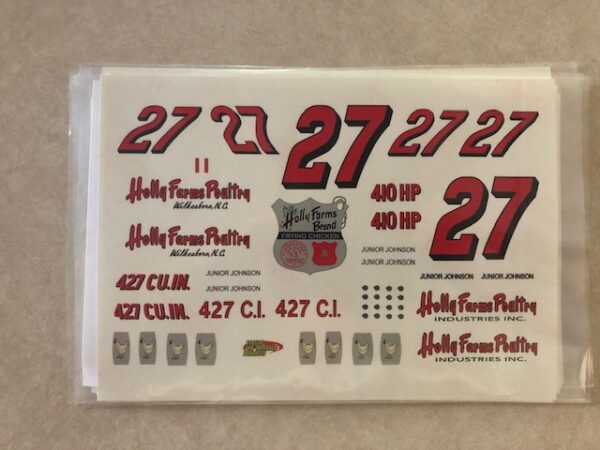 27
27
27
27
27
Holly Farms Poultry
Wilkesboro, N.C.
Holly Farms
Brand
FRYING CHICKEN
A
410 HP
410 HP
27
Holly Farms Poultry
Wilkesboro, N.C.
JUNIOR JOHNSON
JUNIOR JOHNSON
JUNIOR JOHNSON
JUNIOR JOHNSON
427 CU.IN.
JUNIOR JOHNSON
JUNIOR JOHNSON
427 CU.IN.
427 C.I.
427 C.I.
Holly Farms Poultry
INDUSTRIES INC.
Holly Farms Poultry
INDUSTRIES INC.